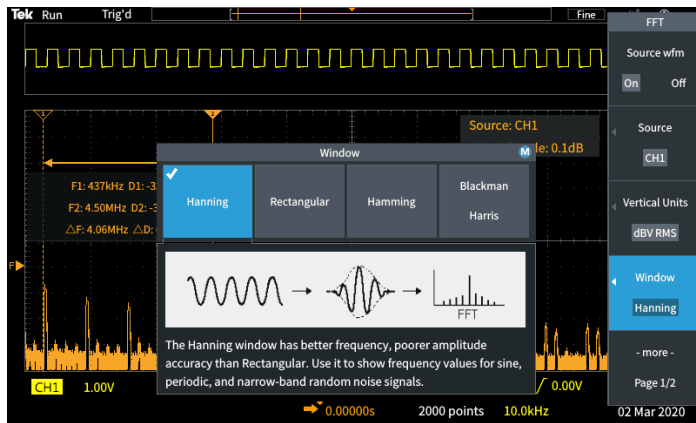 Tek Run Trig'd Fine
FFT
Source wfm
On Off
Source
CH1
Vertical Units
dBV RMS
Window
Hanning
- more -
Page 1/2
Source: CH1
le: 0.1dB
1 2
F1: 437kHz D1: -3
F2: 4.50MHz D2: -3
△F: 4.06MHz △D:
F
Window M
Hanning
Rectangular
Hamming
Blackman
Harris
FFT
The Hanning window has better frequency, poorer amplitude
accuracy than Rectangular. Use it to show frequency values for sine,
periodic, and narrow-band random noise signals.
CH1 1.00V 0.00V
0.00000s 2000 points 10.0kHz 02 Mar 2020